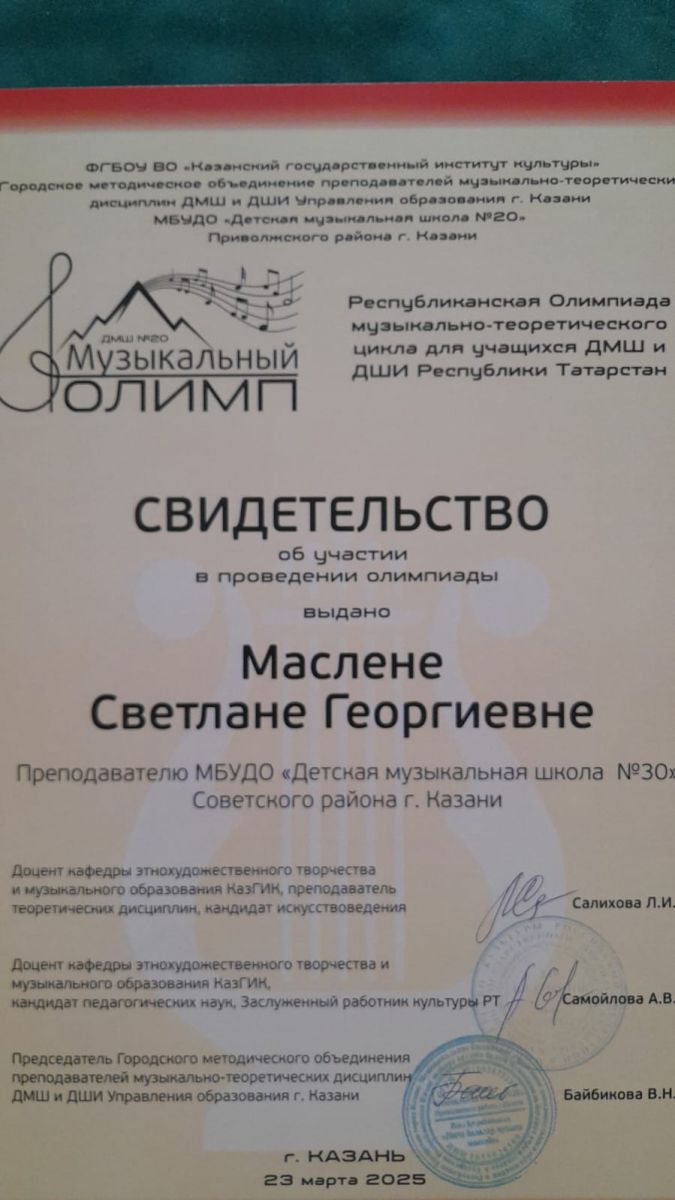 ФГБОУ ВО «Казанский государственный институт культуры»
Городское методическое объединение преподавателей музыкально-теоретически
дисциплин ДМШ и ДШИ Управления образования г. Казани
МБУДО «Детская музыкальная школа №20»
Приволжского района г. Казани
ДМШ №20
Музыкальный
ОЛИМП
Республиканская Олимпиада
музыкально-теоретического
цикла для учащихся ДМШ и
ДШИ Республики Татарстан
СВИДЕТЕЛЬСТВО
об участии
в проведении олимпиады
выдано
Маслене
Светлане Георгиевне
Преподавателю МБУДО «Детская музыкальная школа №30»
Советского района г. Казани
Доцент кафедры этнохудожественного творчества
и музыкального образования КазГИК, преподаватель
теоретических дисциплин, кандидат искусствоведения
Салихова Л.И.
Доцент кафедры этнохудожественного творчества и
музыкального образования КазГИК,
кандидат педагогических наук, Заслуженный работник культуры РТ
Самойлова А.В.
Председатель Городского методического объединения
преподавателей музыкально-теоретических дисциплин
ДМШ и ДШИ Управления образования г. Казани
Байбикова В.Н.
г. КАЗАНЬ
23 марта 2025